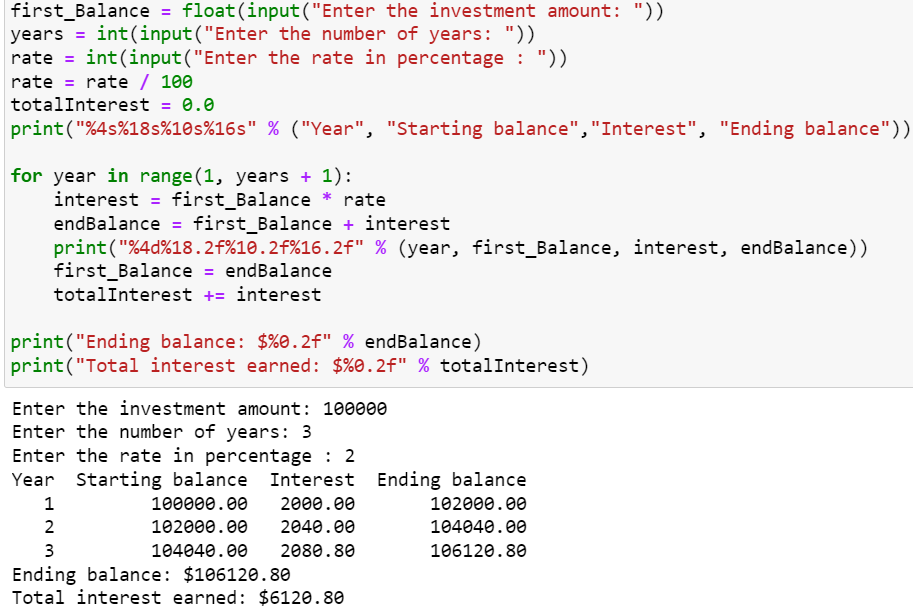 first_Balance = float(input("Enter the investment amount: "))
years = int(input("Enter the number of years: "))
rate = int(input("Enter the rate in percentage : "))
rate = rate / 100
totalInterest = 0.0
print("%4s%18s%10s%16s" % ("Year", "Starting balance","Interest", "Ending balance"))

for year in range(1, years + 1):
    interest = first_Balance * rate
    endBalance = first_Balance + interest
    print("%4d%18.2f%10.2f%16.2f" % (year, first_Balance, interest, endBalance))
    first_Balance = endBalance
    totalInterest += interest

print("Ending balance: $%0.2f" % endBalance)
print("Total interest earned: $%0.2f" % totalInterest)
Enter the investment amount: 100000
Enter the number of years: 3
Enter the rate in percentage : 2
Year  Starting balance  Interest  Ending balance
   1         100000.00   2000.00       102000.00
   2         102000.00   2040.00       104040.00
   3         104040.00   2080.80       106120.80
Ending balance: $106120.80
Total interest earned: $6120.80